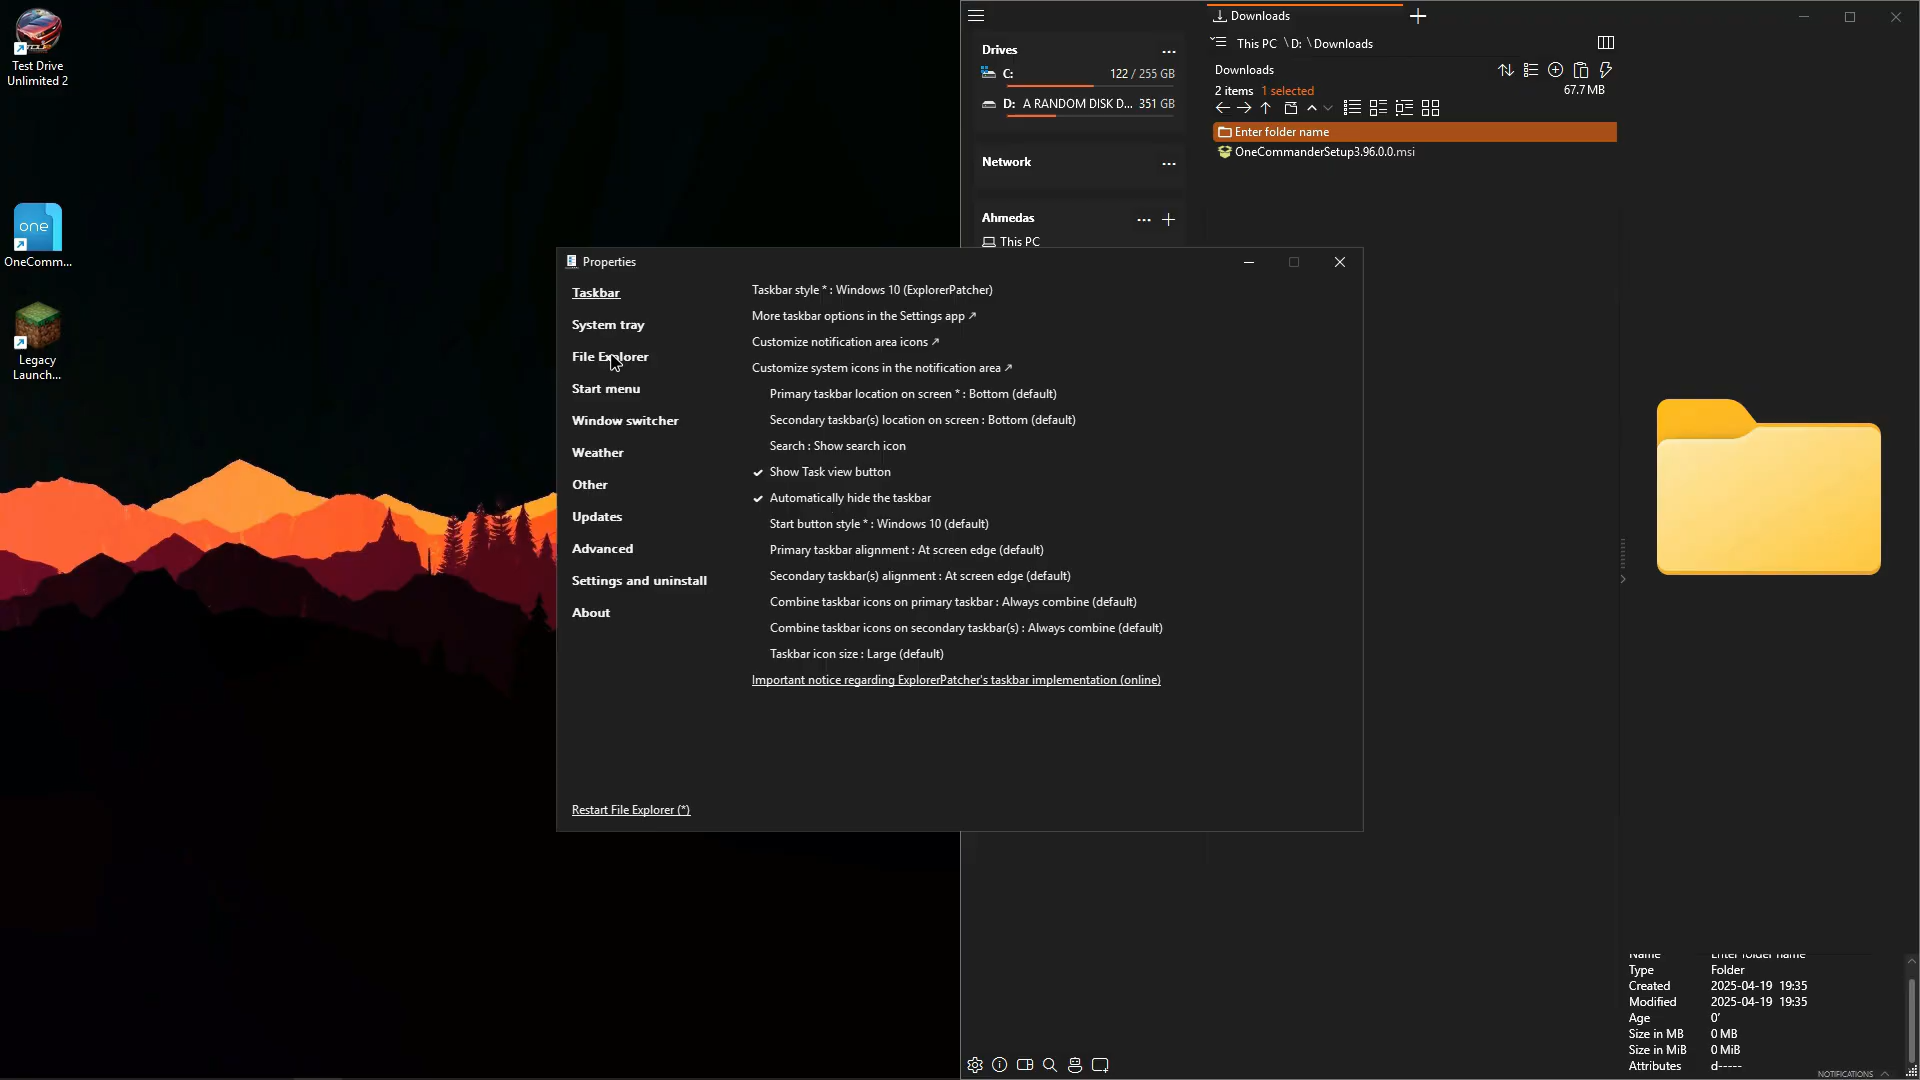 Test Drive
Unlimited 2
OneComm...
Legacy
Launch...
Downloads
Drives
...
C:
122 / 255 GB
D: A RANDOM DISK D... 351 GB
Network
...
Ahmedas
...
This PC
This PC \ D: \ Downloads
Downloads
2 items 1 selected
67.7 MB
Enter folder name
OneCommanderSetup3.96.0.0.msi
Properties
Taskbar
System tray
File Explorer
Start menu
Window switcher
Weather
Other
Updates
Advanced
Settings and uninstall
About
Restart File Explorer (*)
Taskbar style * : Windows 10 (ExplorerPatcher)
More taskbar options in the Settings app ↗
Customize notification area icons ↗
Customize system icons in the notification area ↗
Primary taskbar location on screen * : Bottom (default)
Secondary taskbar(s) location on screen : Bottom (default)
Search : Show search icon
Show Task view button
Automatically hide the taskbar
Start button style * : Windows 10 (default)
Primary taskbar alignment : At screen edge (default)
Secondary taskbar(s) alignment : At screen edge (default)
Combine taskbar icons on primary taskbar : Always combine (default)
Combine taskbar icons on secondary taskbar(s) : Always combine (default)
Taskbar icon size : Large (default)
Important notice regarding ExplorerPatcher's taskbar implementation (online)
Name Enter folder name
Type Folder
Created 2025-04-19 19:35
Modified 2025-04-19 19:35
Age 0'
Size in MB 0 MB
Size in MiB 0 MiB
Attributes d-----
NOTIFICATIONS